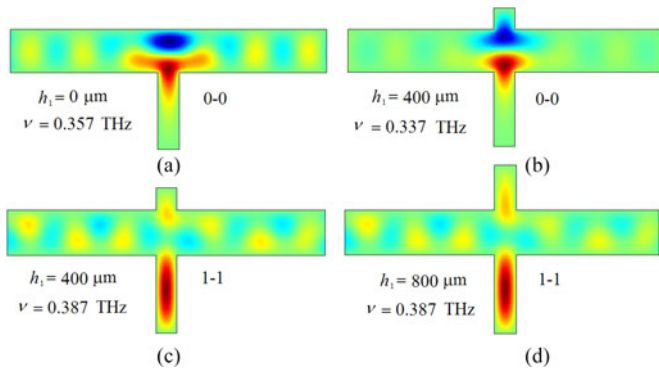 h₁ = 0 μm
0-0
ν = 0.357 THz
(a)
h₁ = 400 μm
0-0
ν = 0.337 THz
(b)
h₁ = 400 μm
1-1
ν = 0.387 THz
(c)
h₁ = 800 μm
1-1
ν = 0.387 THz
(d)